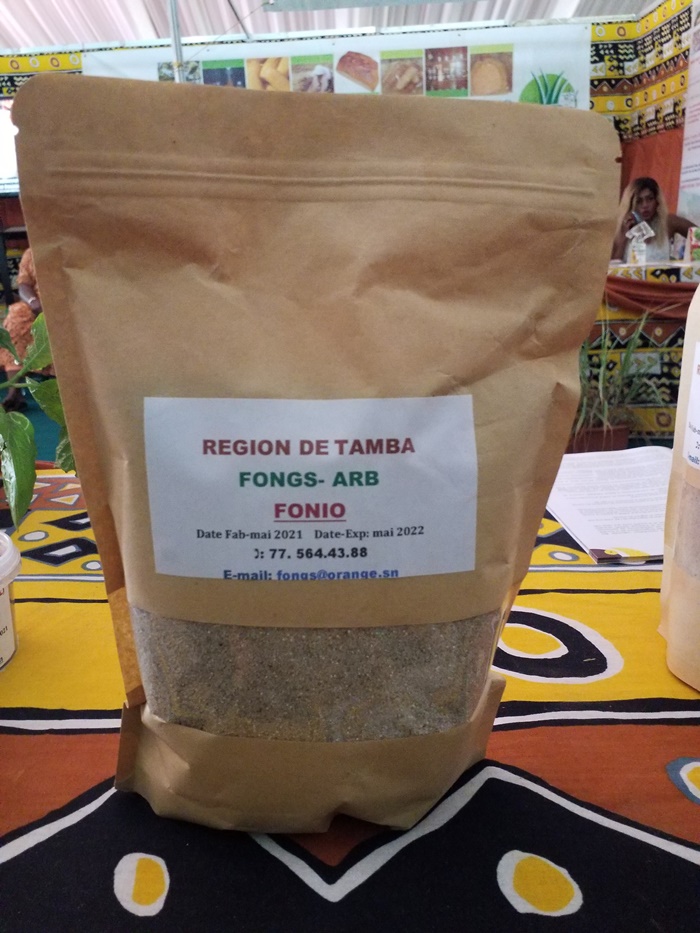 REGION DE TAMBA
FONGS- ARB
FONIO
Date Fab-mai 2021 Date-Exp: mai 2022
: 77. 564.43.88
E-mail: fongs@orange.sn